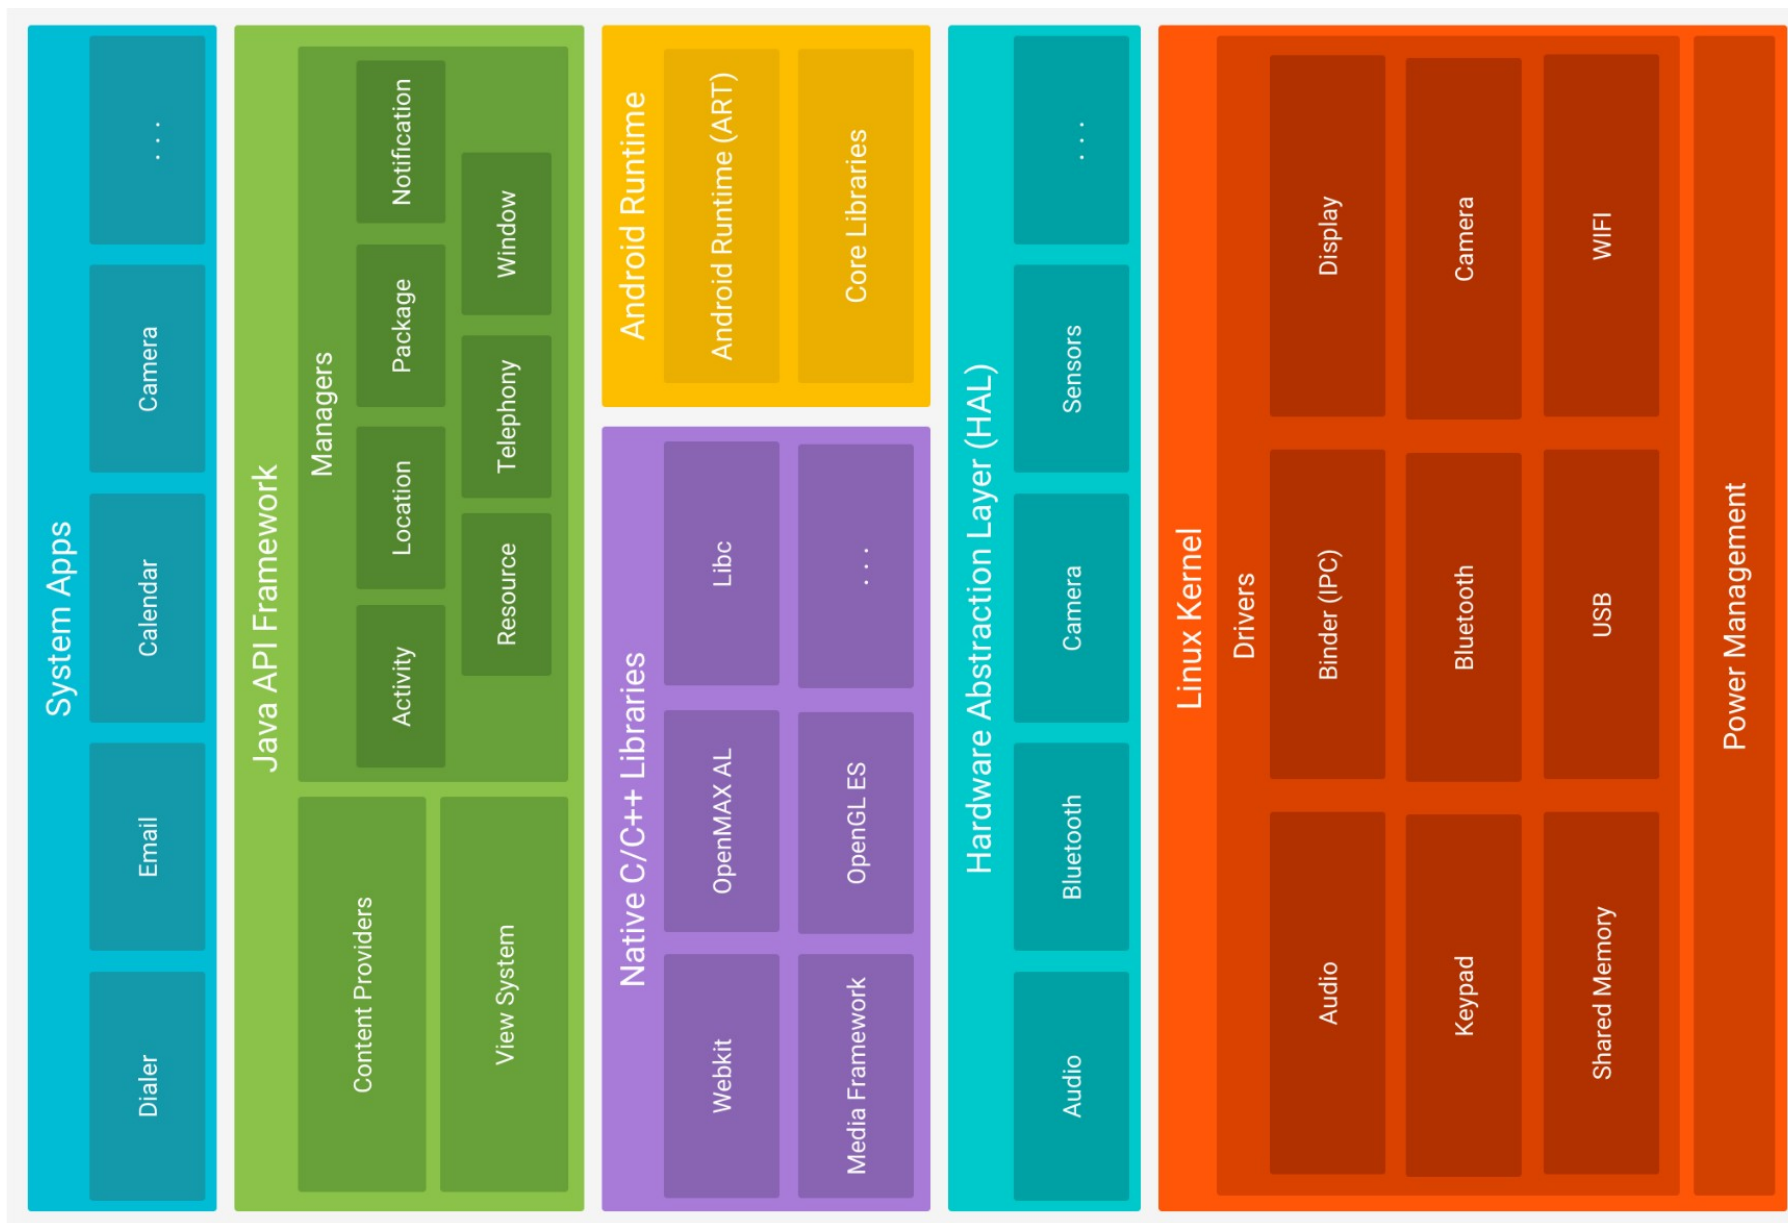 System Apps
Dialer
Email
Calendar
Camera
. . .
Java API Framework
Content Providers
View System
Managers
Activity
Location
Package
Notification
Resource
Telephony
Window
Native C/C++ Libraries
Webkit
OpenMAX AL
Libc
Media Framework
OpenGL ES
. . .
Android Runtime
Android Runtime (ART)
Core Libraries
Hardware Abstraction Layer (HAL)
Audio
Bluetooth
Camera
Sensors
. . .
Linux Kernel
Drivers
Audio
Binder (IPC)
Display
Keypad
Bluetooth
Camera
Shared Memory
USB
WIFI
Power Management